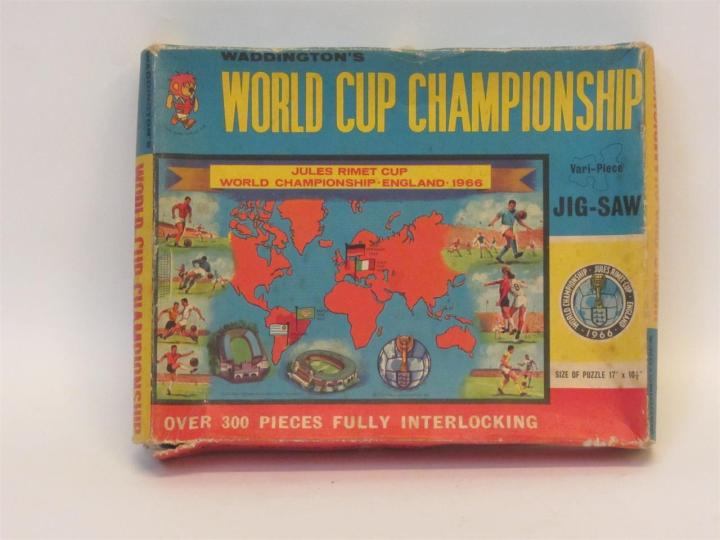 WADDINGTON'S
WORLD CUP CHAMPIONSHIP
JULES RIMET CUP
WORLD CHAMPIONSHIP · ENGLAND · 1966
Vari-Piece
JIG-SAW
WORLD CHAMPIONSHIP · JULES RIMET CUP · ENGLAND
1966
SIZE OF PUZZLE 17" x 10½"
OVER 300 PIECES FULLY INTERLOCKING
WADDINGTON'S
WORLD CUP CHAMPIONSHIP